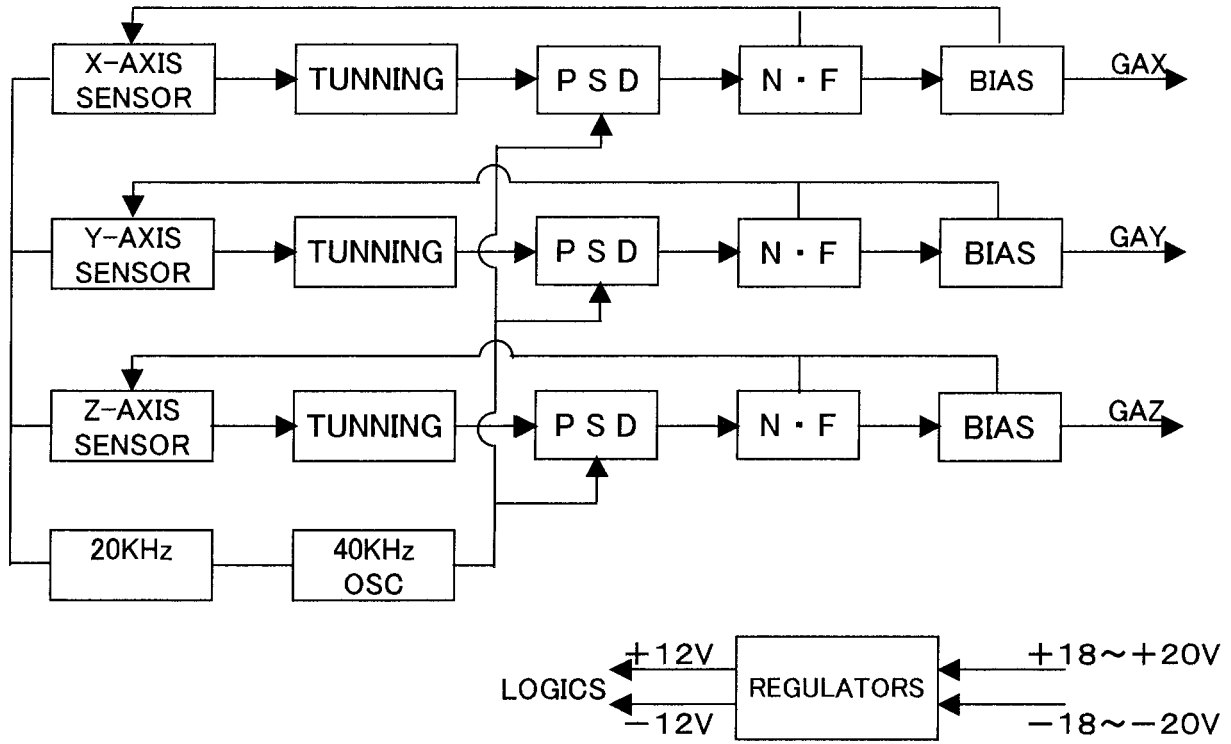 X-AXIS
SENSOR
TUNNING
P S D
N・F
BIAS
GAX
Y-AXIS
SENSOR
TUNNING
P S D
N・F
BIAS
GAY
Z-AXIS
SENSOR
TUNNING
P S D
N・F
BIAS
GAZ
20KHz
40KHz
OSC
LOGICS
+12V
-12V
REGULATORS
+18~+20V
-18~-20V